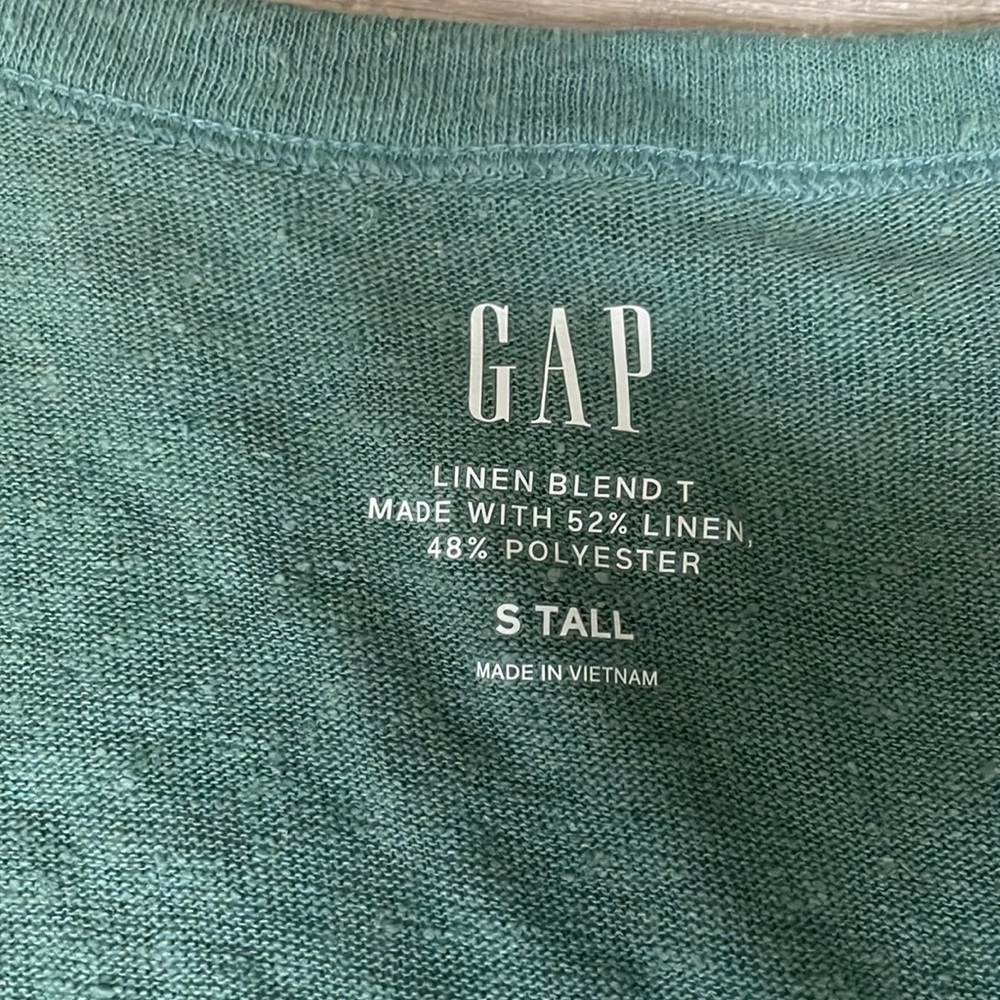 GAP
LINEN BLEND T
MADE WITH 52% LINEN,
48% POLYESTER
S TALL
MADE IN VIETNAM